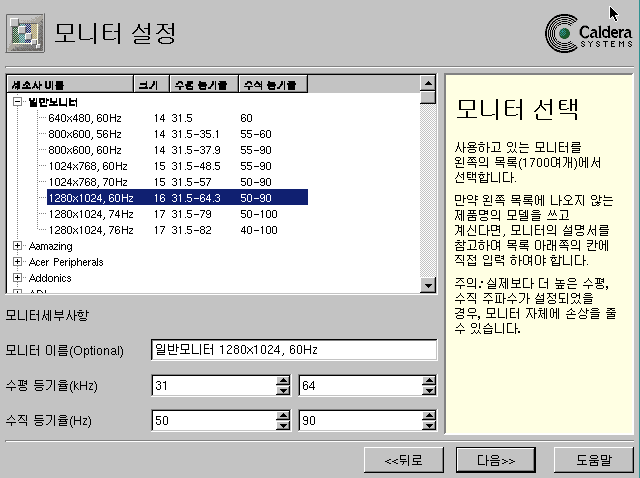 모니터 설정
Caldera
SYSTEMS
제조사 이름 크기 수평 동기율 수직 동기율
일반모니터
640x480, 60Hz 14 31.5 60
800x600, 56Hz 14 31.5-35.1 55-60
800x600, 60Hz 14 31.5-37.9 55-90
1024x768, 60Hz 15 31.5-48.5 55-90
1024x768, 70Hz 15 31.5-57 50-90
1280x1024, 60Hz 16 31.5-64.3 50-90
1280x1024, 74Hz 17 31.5-79 50-100
1280x1024, 76Hz 17 31.5-82 40-100
Aamazing
Acer Peripherals
Addonics
ADI
모니터세부사항
모니터 이름(Optional) 일반모니터 1280x1024, 60Hz
수평 등기율(kHz) 31 64
수직 등기율(Hz) 50 90
모니터 선택
사용하고 있는 모니터를
왼쪽의 목록(1700여개)에서
선택합니다.
만약 왼쪽 목록에 나오지 않는
제품명의 모델을 쓰고
계신다면, 모니터의 설명서를
참고하여 목록 아래쪽의 칸에
직접 입력 하여야 합니다.
주의: 실제보다 더 높은 수평,
수직 주파수가 설정되었을
경우, 모니터 자체에 손상을 줄
수 있습니다.
<<뒤로 다음>> 도움말